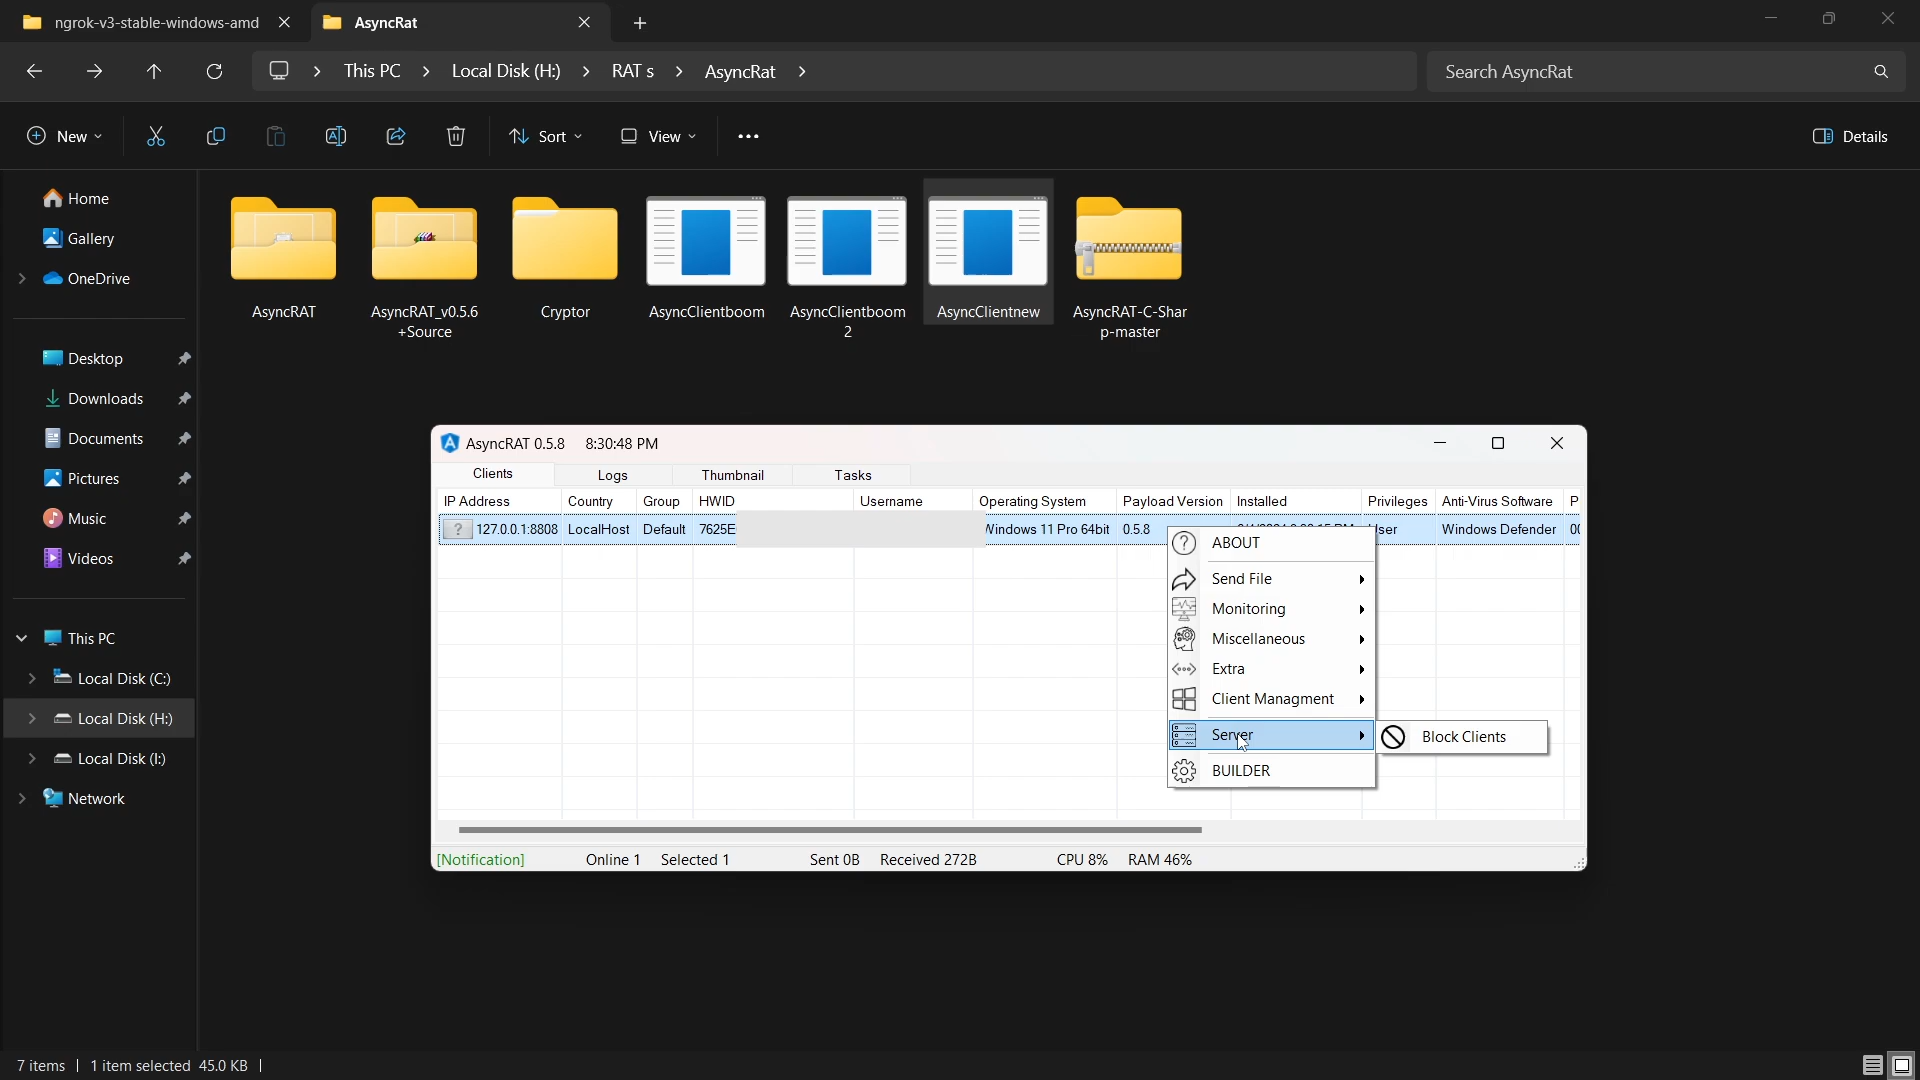 ngrok-v3-stable-windows-amd
AsyncRat
This PC
Local Disk (H:)
RAT s
AsyncRat
Search AsyncRat
New
Sort
View
Details
Home
Gallery
OneDrive
Desktop
Downloads
Documents
Pictures
Music
Videos
This PC
Local Disk (C:)
Local Disk (H:)
Local Disk (I:)
Network
AsyncRAT
AsyncRAT_v0.5.6
+Source
Cryptor
AsyncClientboom
AsyncClientboom
2
AsyncClientnew
AsyncRAT-C-Shar
p-master
AsyncRAT 0.5.8 8:30:48 PM
Clients Logs Thumbnail Tasks
IP Address Country Group HWID Username Operating System Payload Version Installed Privileges Anti-Virus Software P
127.0.0.1:8808 LocalHost Default 7625E Windows 11 Pro 64bit 0.5.8 User Windows Defender 00
ABOUT
Send File
Monitoring
Miscellaneous
Extra
Client Managment
Server
Block Clients
BUILDER
[Notification] Online 1 Selected 1 Sent 0B Received 272B CPU 8% RAM 46%
7 items 1 item selected 45.0 KB